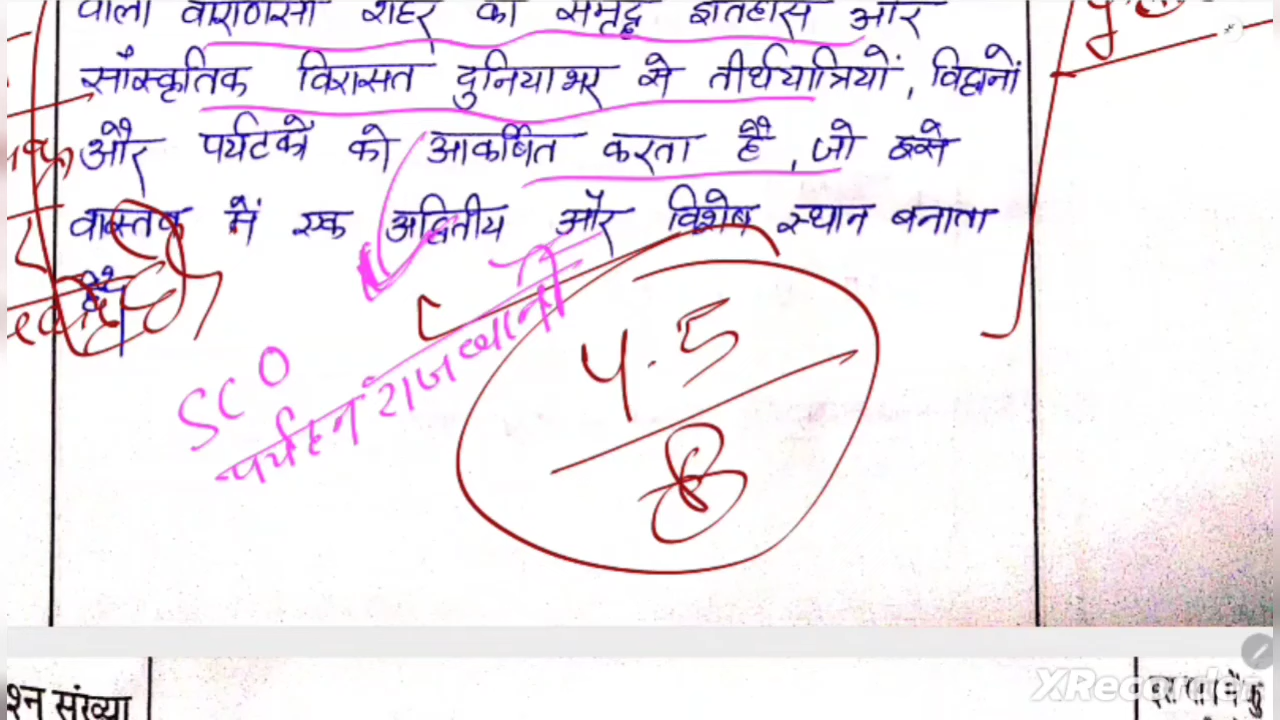 वाला वाराणसी शहर का समृद्ध इतिहास और
सांस्कृतिक विरासत दुनियाभर से तीर्थयात्रियों, विद्वानों
और पर्यटकों को आकर्षित करता है, जो इसे
वास्तव में एक अद्वितीय और विशेष स्थान बनाता
है।
SCO
पर्यटन राजधानी
4.5
8
श्न संख्या
XRecorder